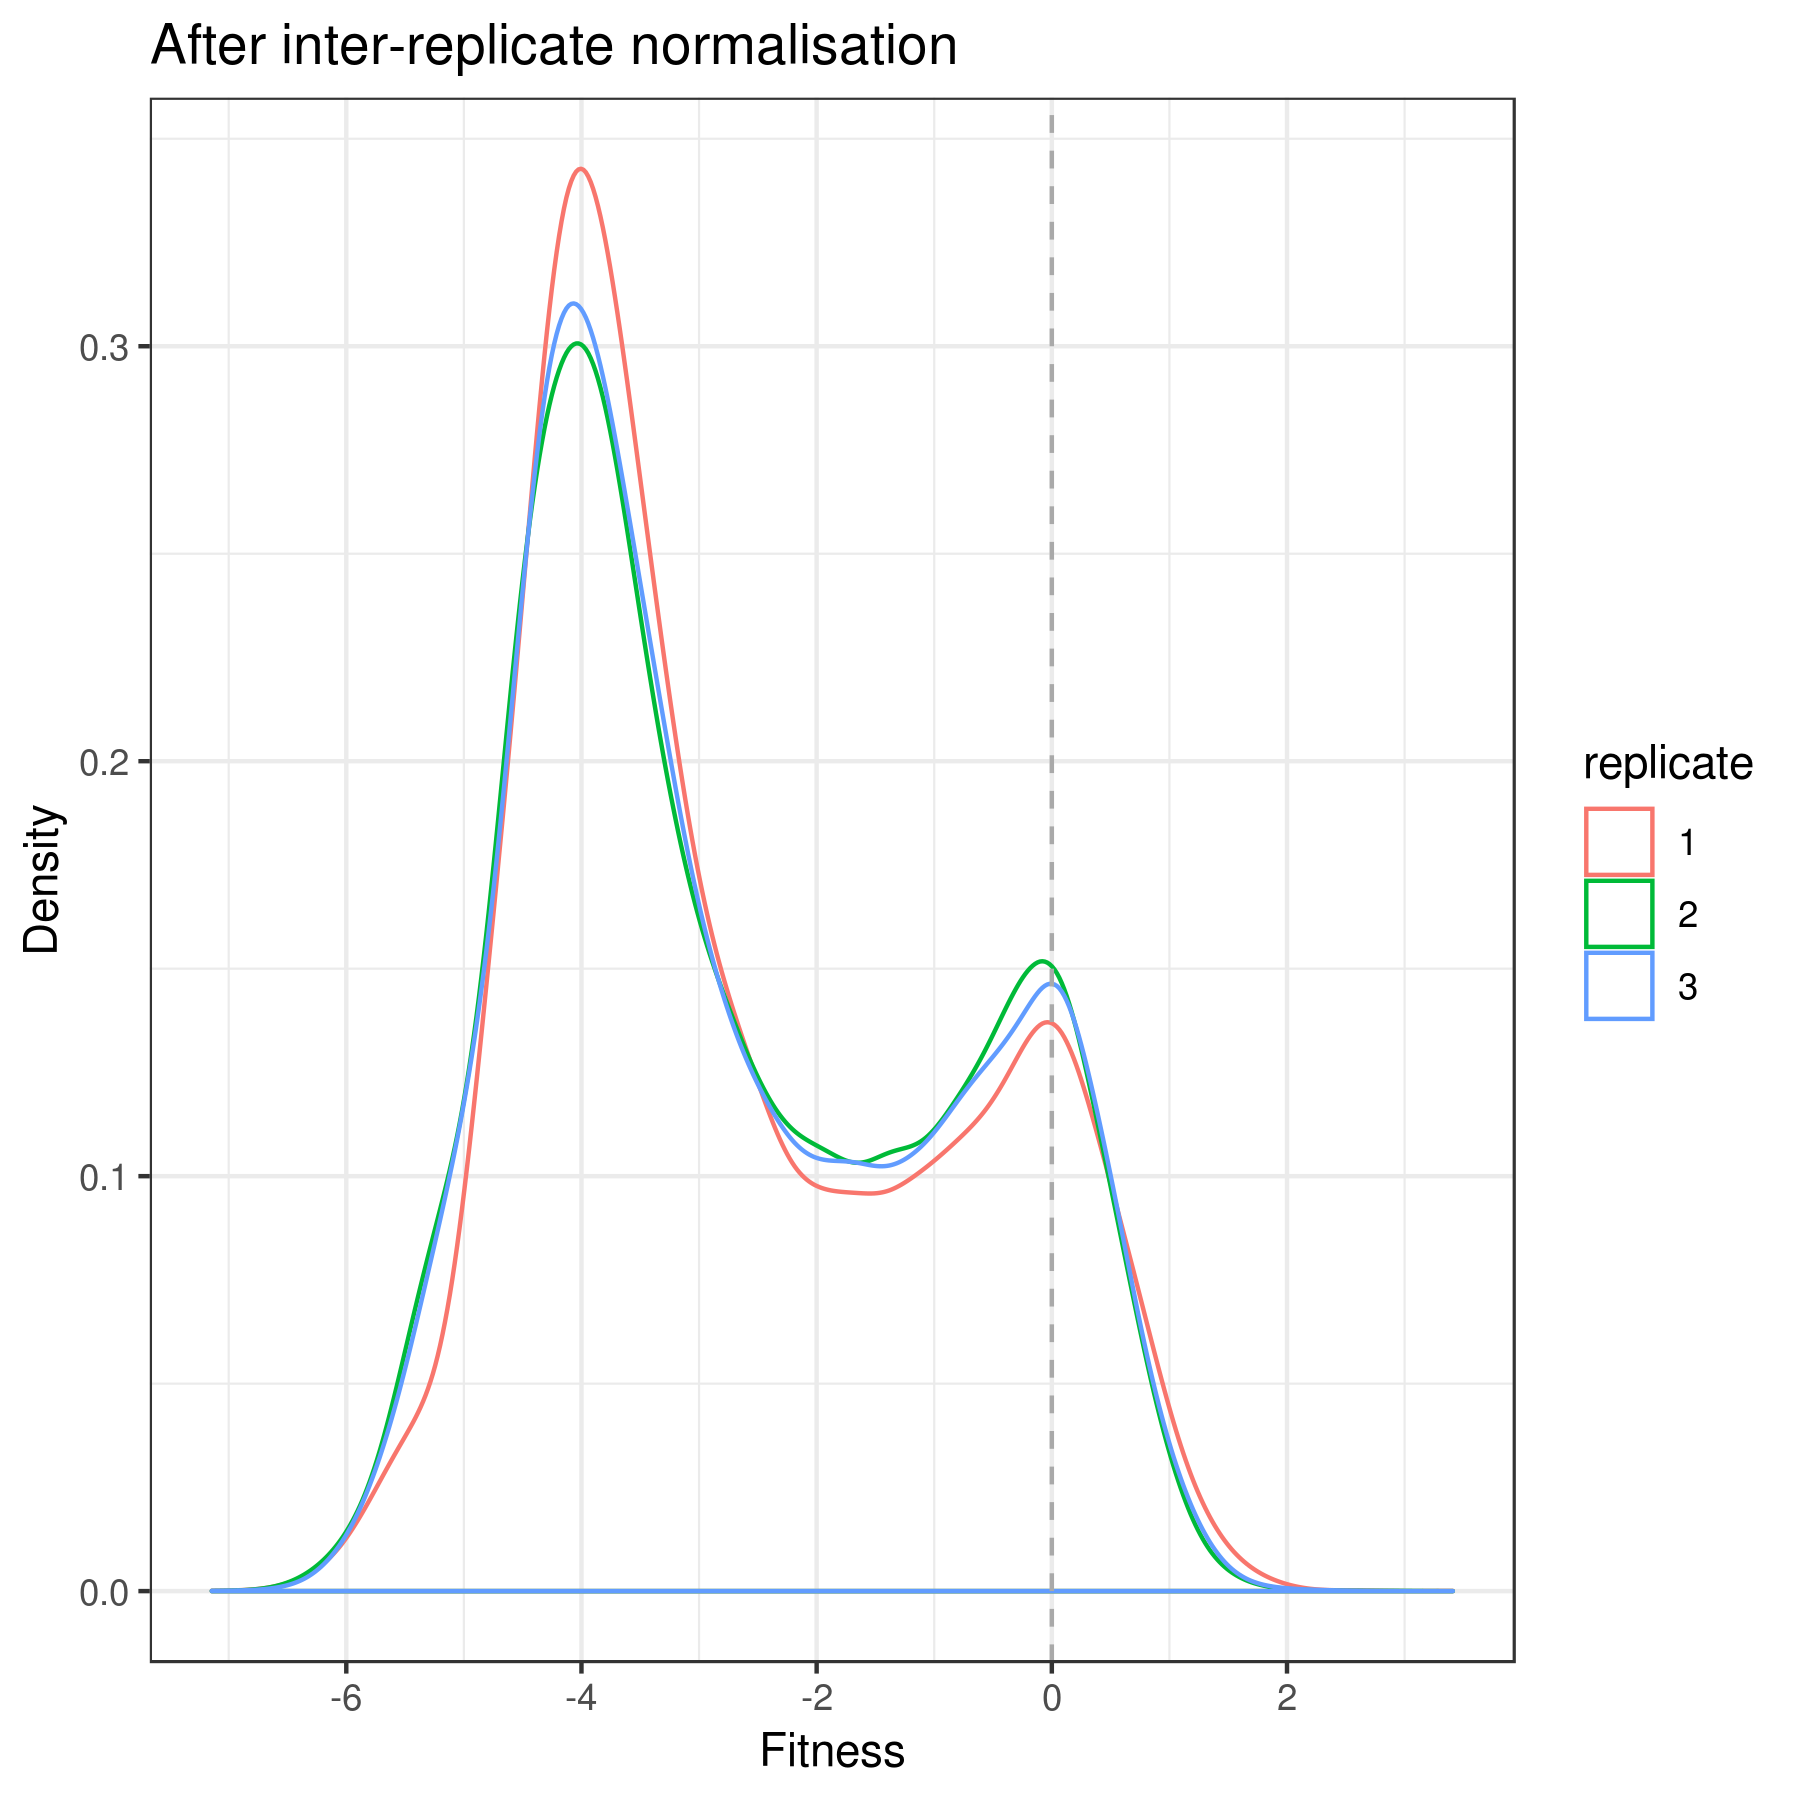 After inter-replicate normalisation
Density
0.3
0.2
0.1
0.0
-6 -4 -2 0 2
Fitness
replicate
1
2
3